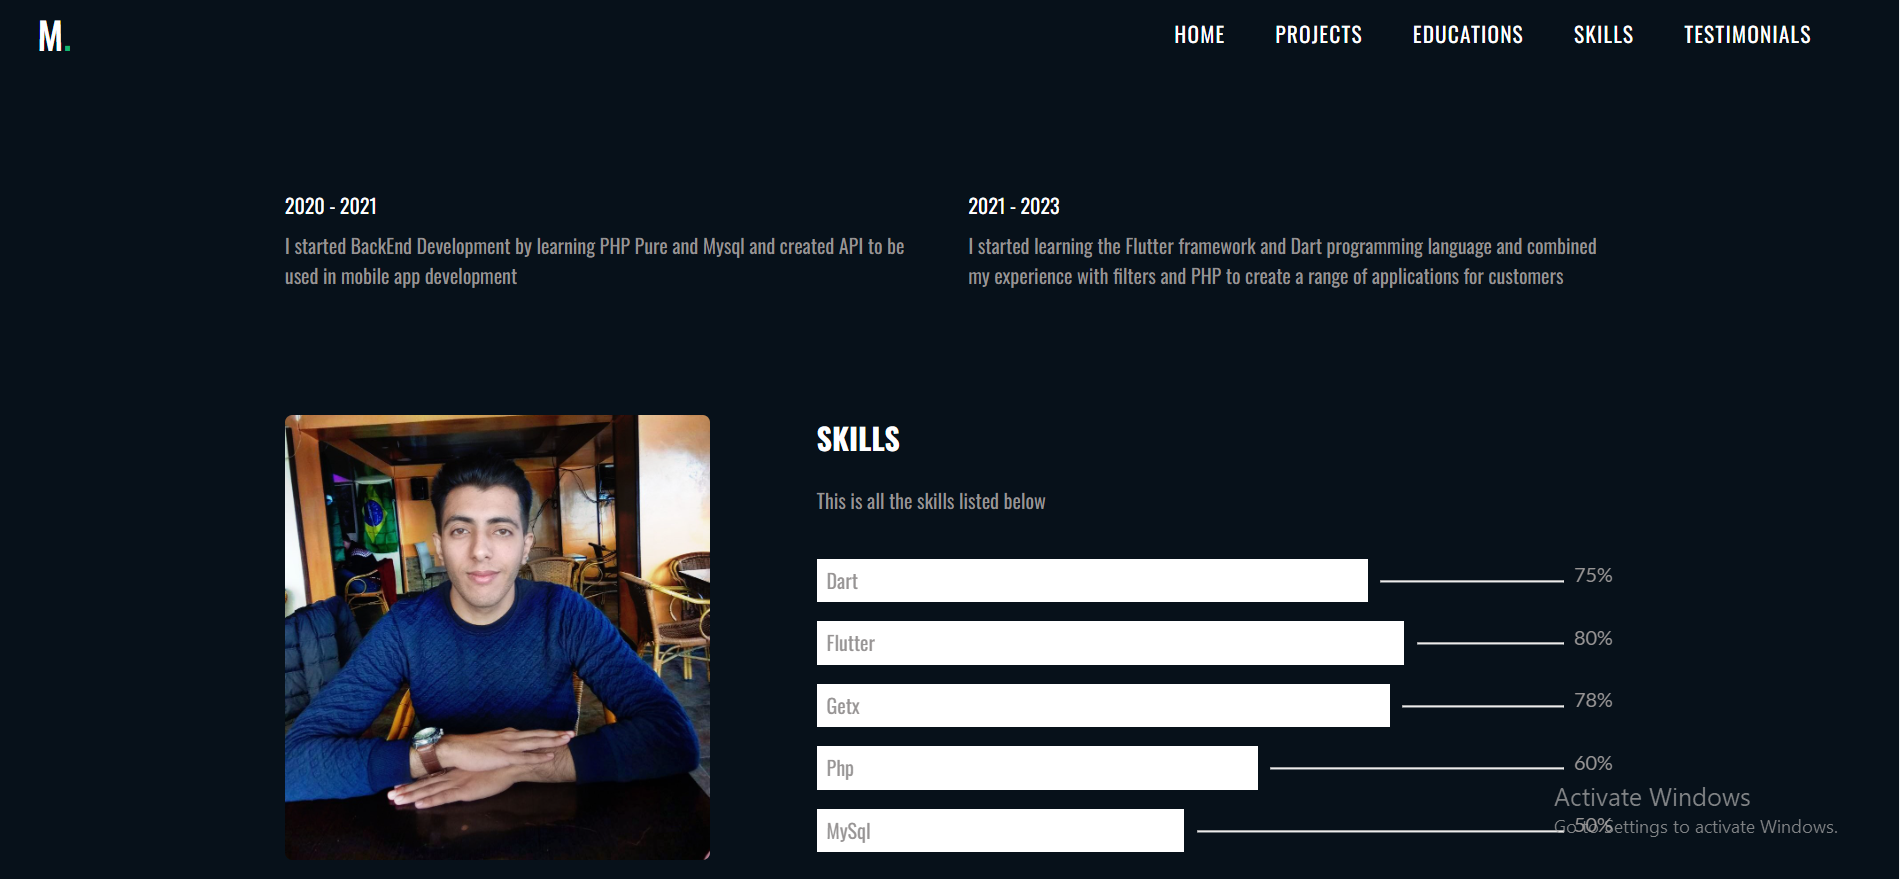 M.
HOME PROJECTS EDUCATIONS SKILLS TESTIMONIALS
2020 - 2021
I started BackEnd Development by learning PHP Pure and Mysql and created API to be
used in mobile app development
2021 - 2023
I started learning the Flutter framework and Dart programming language and combined
my experience with filters and PHP to create a range of applications for customers
SKILLS
This is all the skills listed below
Dart 75%
Flutter 80%
Getx 78%
Php 60%
MySql 50%
Activate Windows
Go to Settings to activate Windows.